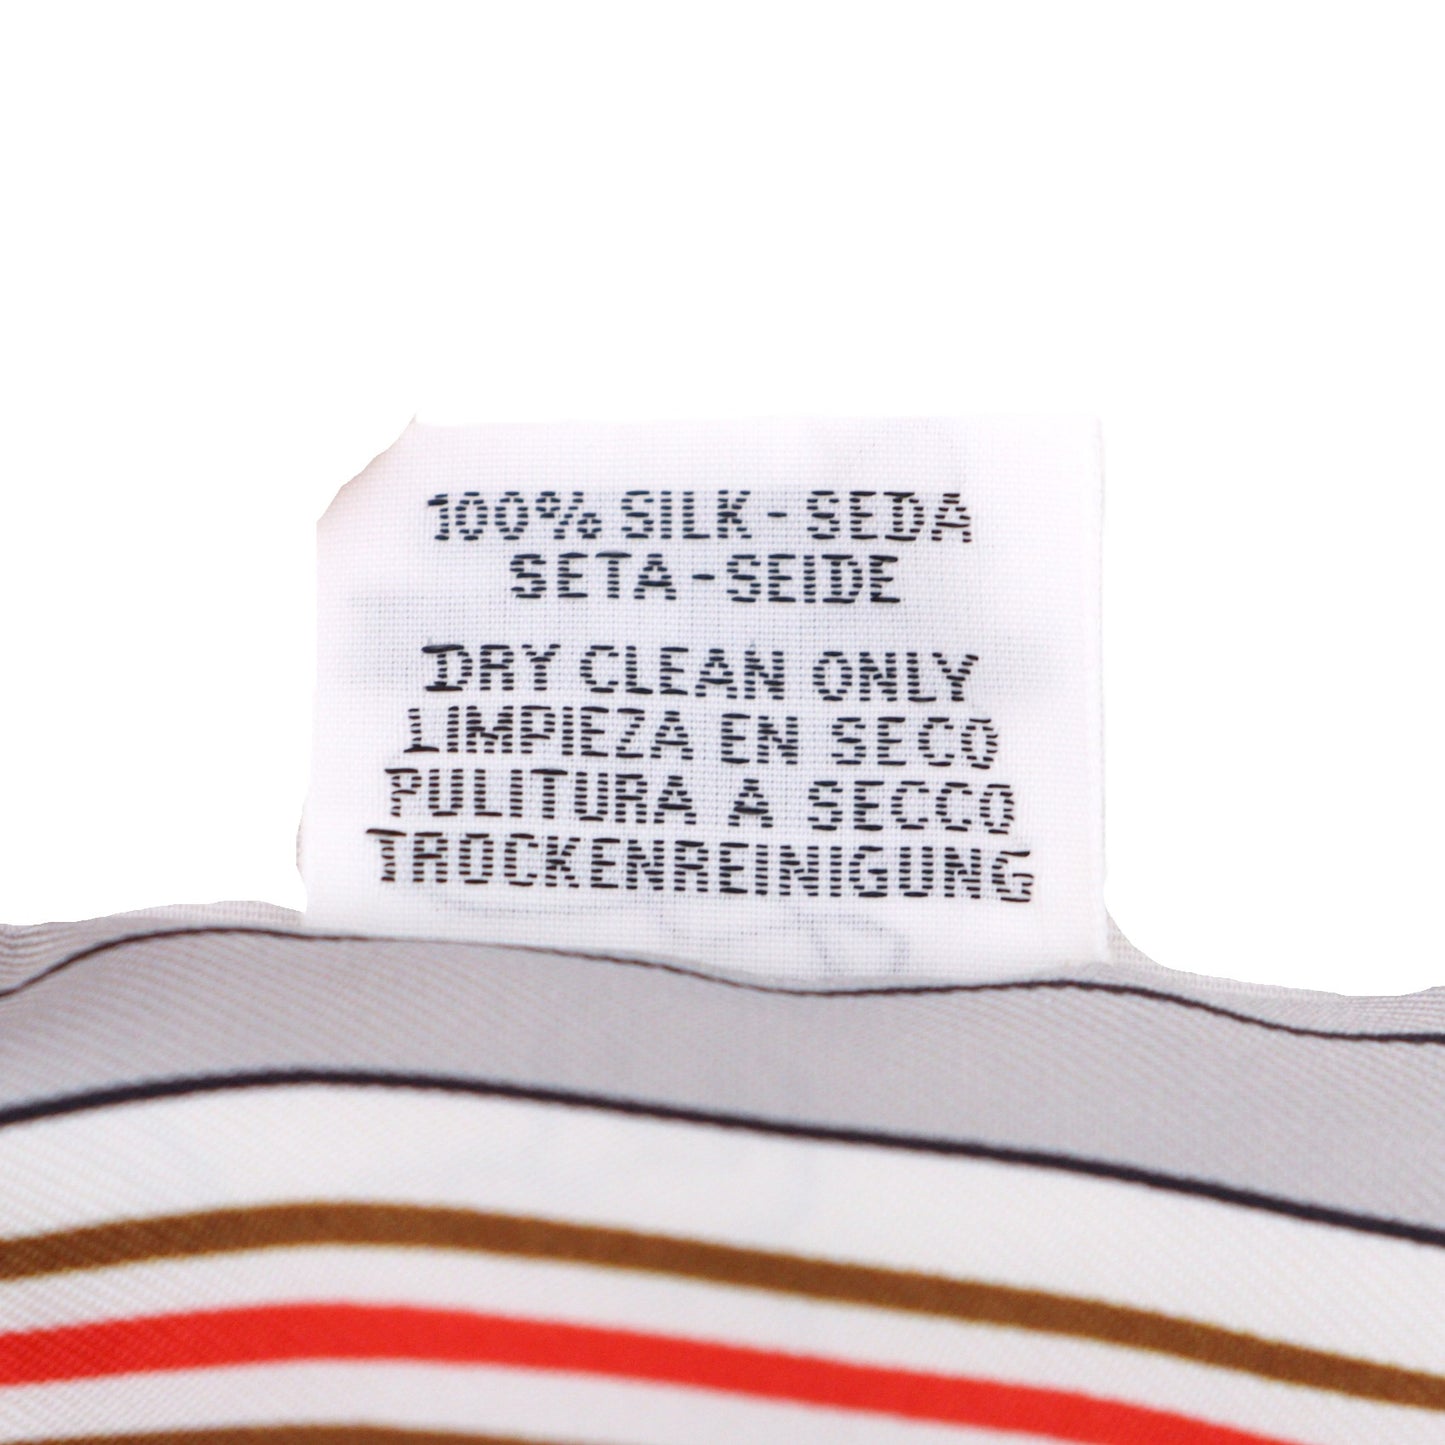 100% SILK - SEDA
SETA - SEIDE
DRY CLEAN ONLY
LIMPIEZA EN SECO
PULITURA A SECCO
TROCKENREINIGUNG